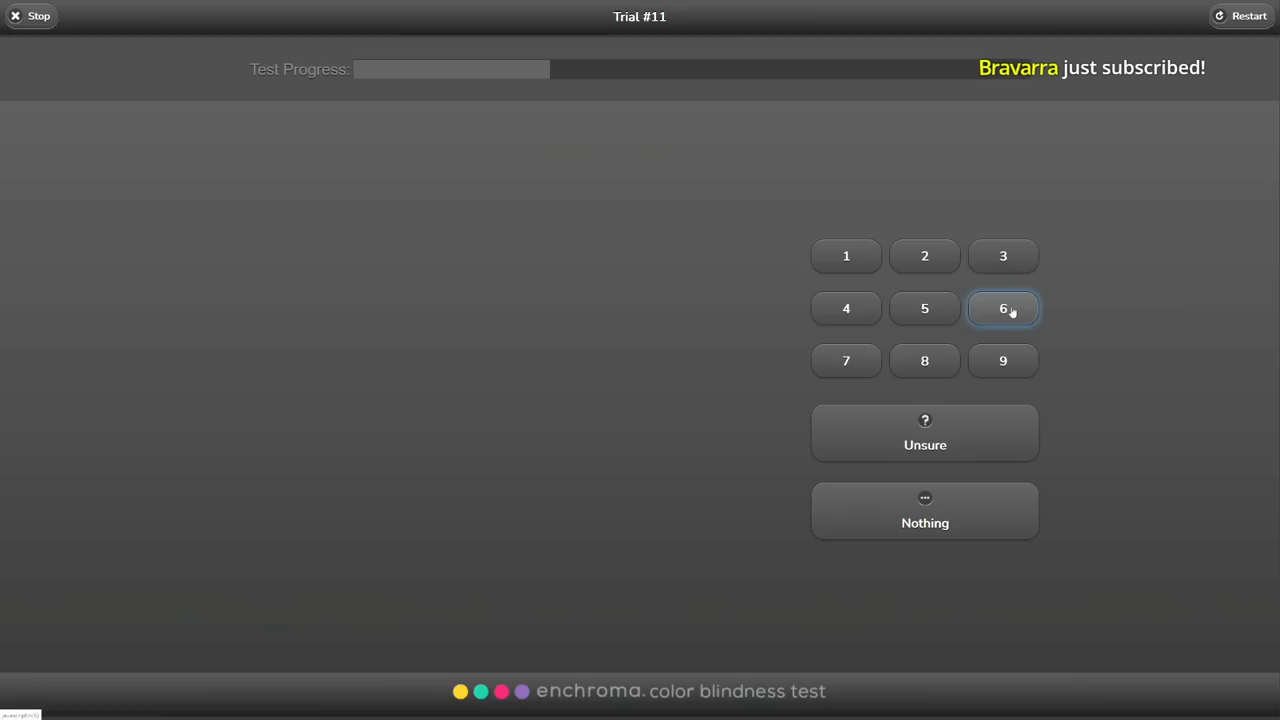 Stop
Trial #11
Restart
Test Progress:
Bravarra just subscribed!
1 2 3
4 5 6
7 8 9
?
Unsure
Nothing
enchroma. color blindness test